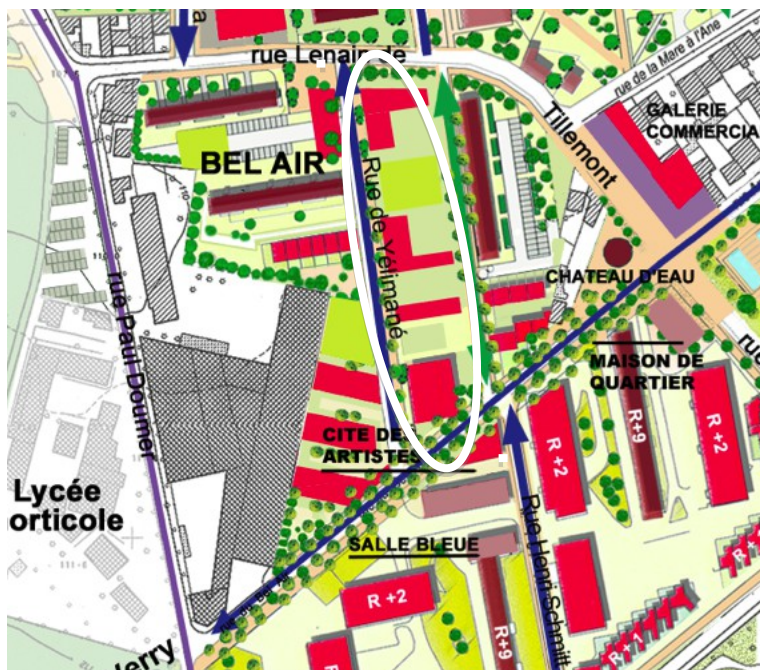 rue Lenain de
Tillemont
rue de la Mare à l'Ane
GALERIE
COMMERCIA
BEL AIR
Rue de Yélimané
rue Paul Doumer
CHATEAU D'EAU
MAISON DE
QUARTIER
rue
R+9
R +2
R +2
CITE DES
ARTISTES
Lycée
orticole
SALLE BLEUE
Rue Henri Schmitt
R +2
R+9
R +1